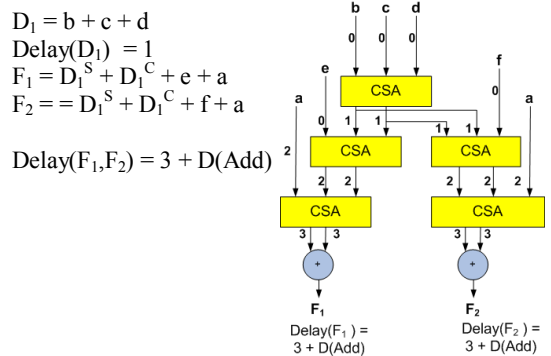 D₁ = b + c + d
Delay(D₁) = 1
F₁ = D₁ˢ + D₁ᶜ + e + a
F₂ = = D₁ˢ + D₁ᶜ + f + a
Delay(F₁,F₂) = 3 + D(Add)
b c d
0 0 0
e f
CSA
a 0 a
0 1 1 1 1
2 CSA CSA
2 2 2 2 2
CSA CSA
3 3 3 3
+ +
F₁ F₂
Delay(F₁ ) = Delay(F₂ ) =
3 + D(Add) 3 + D(Add)